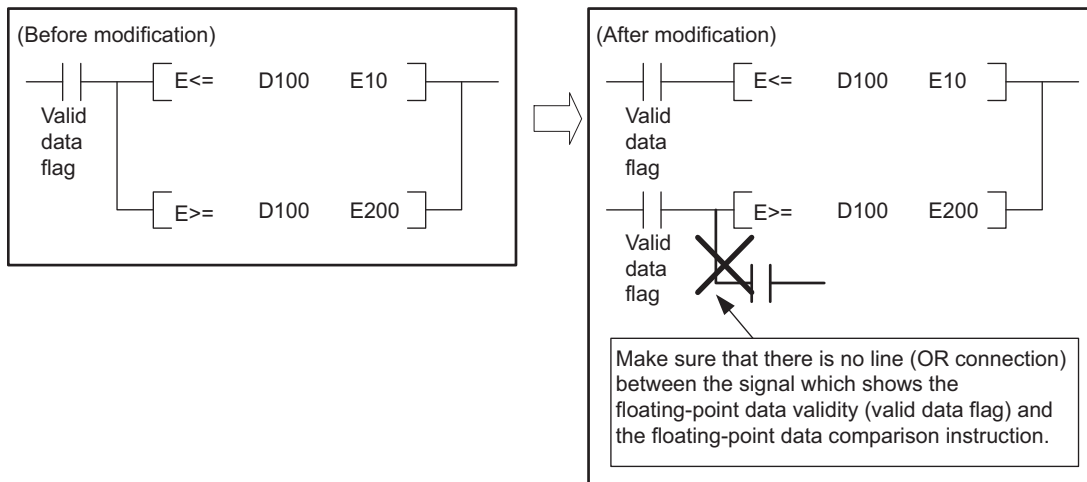 (Before modification)
E<= D100 E10
Valid
data
flag
E>= D100 E200
(After modification)
E<= D100 E10
Valid
data
flag
E>= D100 E200
Valid
data
flag
Make sure that there is no line (OR connection)
between the signal which shows the
floating-point data validity (valid data flag) and
the floating-point data comparison instruction.